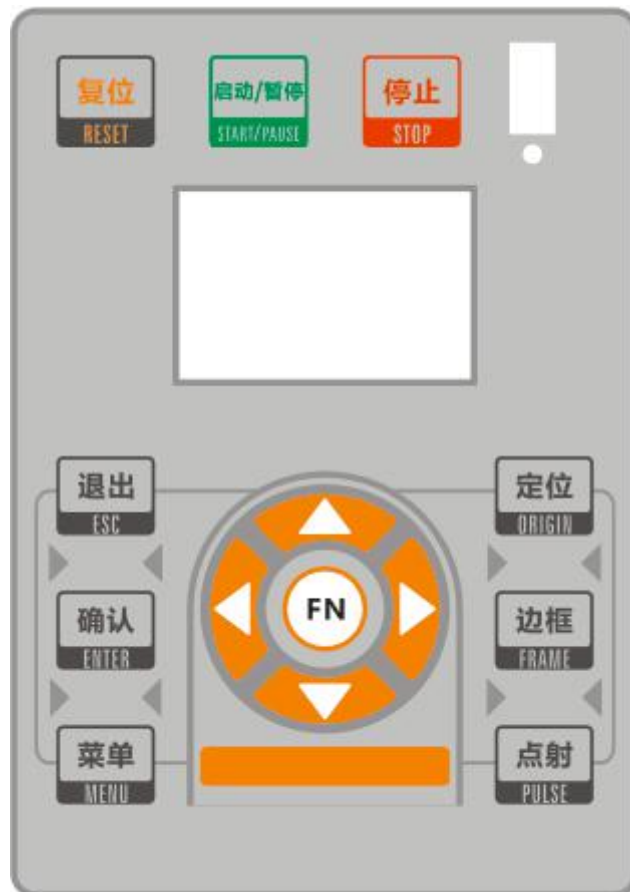 复位
RESET
启动/暂停
START/PAUSE
停止
STOP
退出
ESC
定位
ORIGIN
FN
确认
ENTER
边框
FRAME
菜单
MENU
点射
PULSE